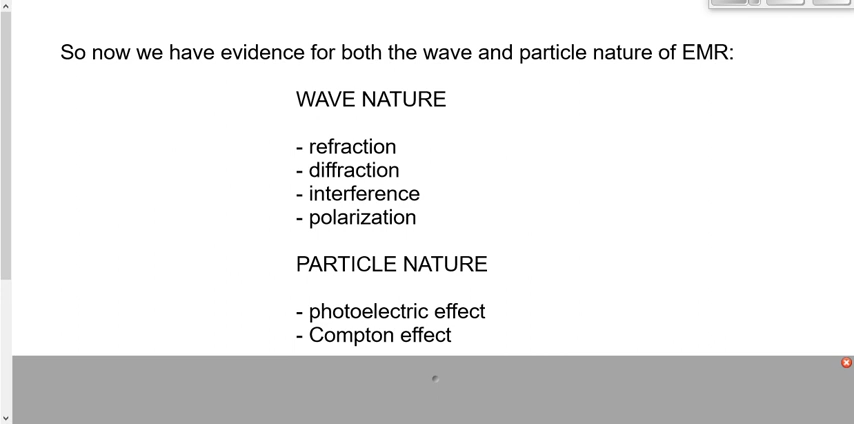 So now we have evidence for both the wave and particle nature of EMR:
WAVE NATURE
- refraction
- diffraction
- interference
- polarization
PARTICLE NATURE
- photoelectric effect
- Compton effect